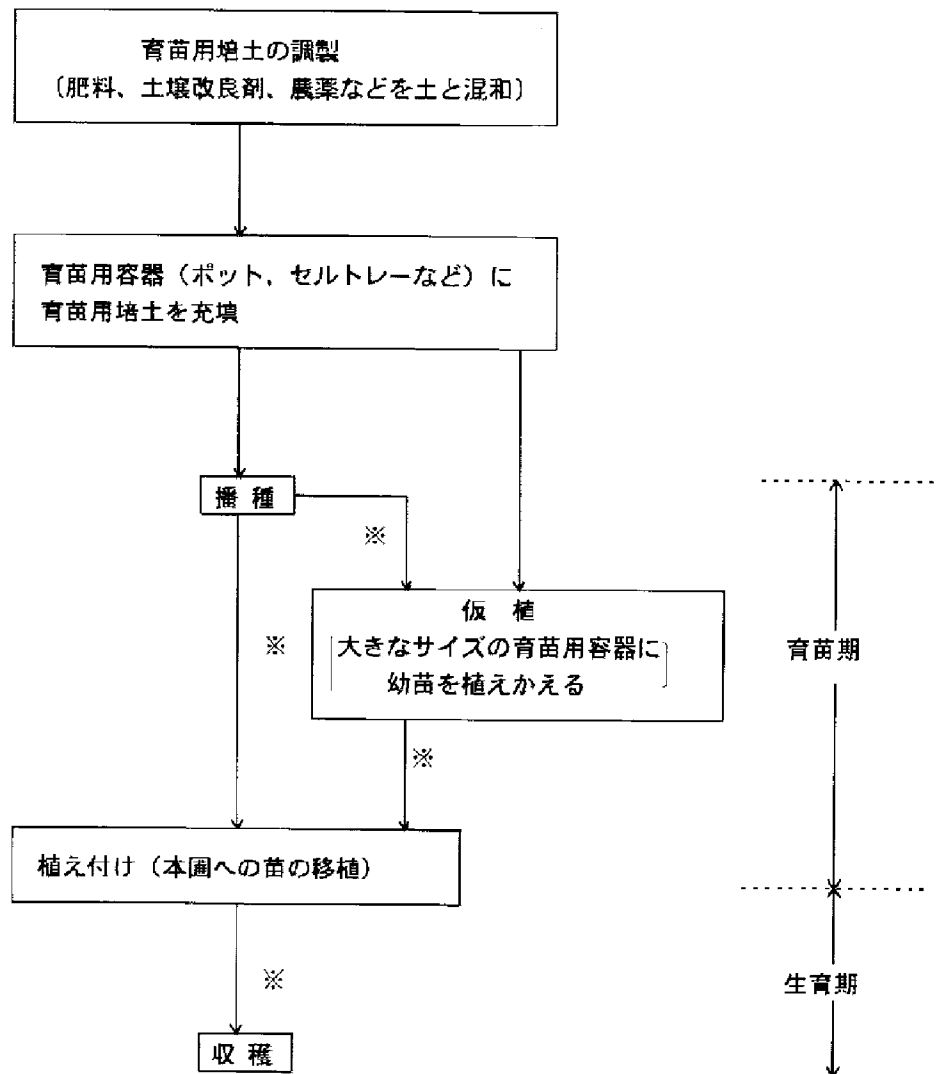 育苗用培土の調製
(肥料、土壌改良剤、農薬などを土と混和)
育苗用容器(ポット,セルトレーなど)に
育苗用培土を充填
播種
※
仮 植
大きなサイズの育苗用容器に
幼苗を植えかえる
※
育苗期
※
植え付け(本圃への苗の移植)
※
生育期
収穫